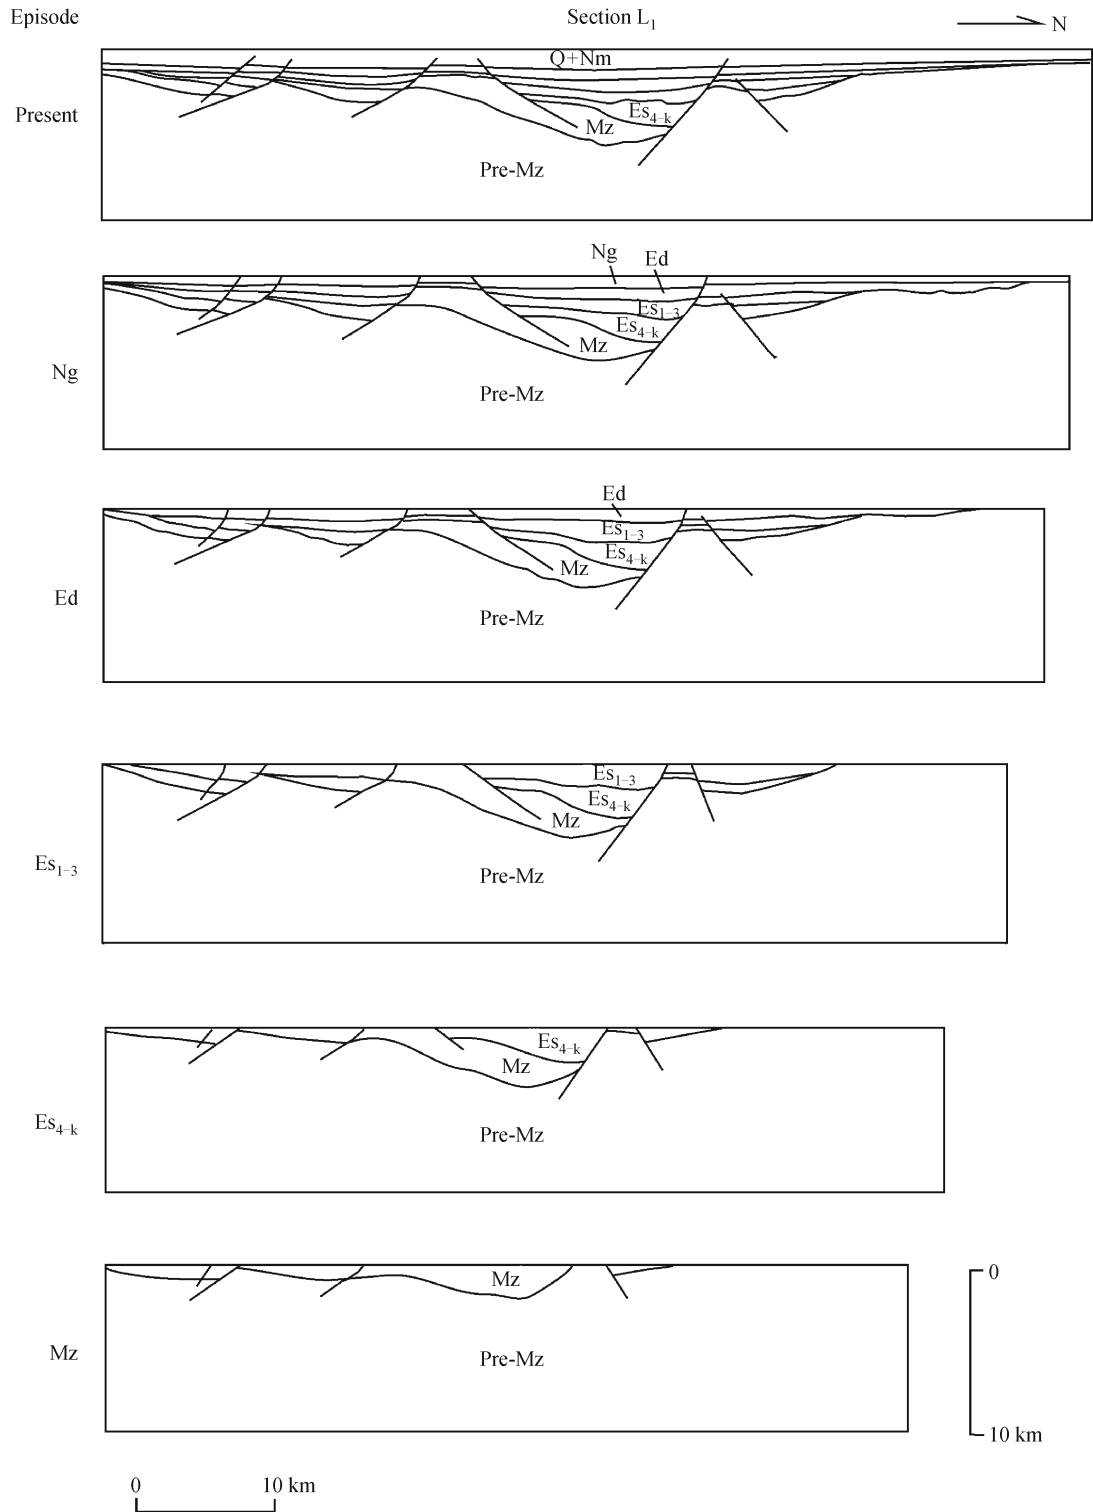 Episode Section L₁ N
Q+Nm
Present
Es₄₋ₖ
Mz
Pre-Mz
Ng Ed
Es₁₋₃
Es₄₋ₖ
Mz
Ng
Pre-Mz
Ed
Es₁₋₃
Es₄₋ₖ
Mz
Ed
Pre-Mz
Es₁₋₃
Es₄₋ₖ
Mz
Es₁₋₃
Pre-Mz
Es₄₋ₖ
Mz
Es₄₋ₖ
Pre-Mz
Mz
0
Mz
Pre-Mz
10 km
0 10 km